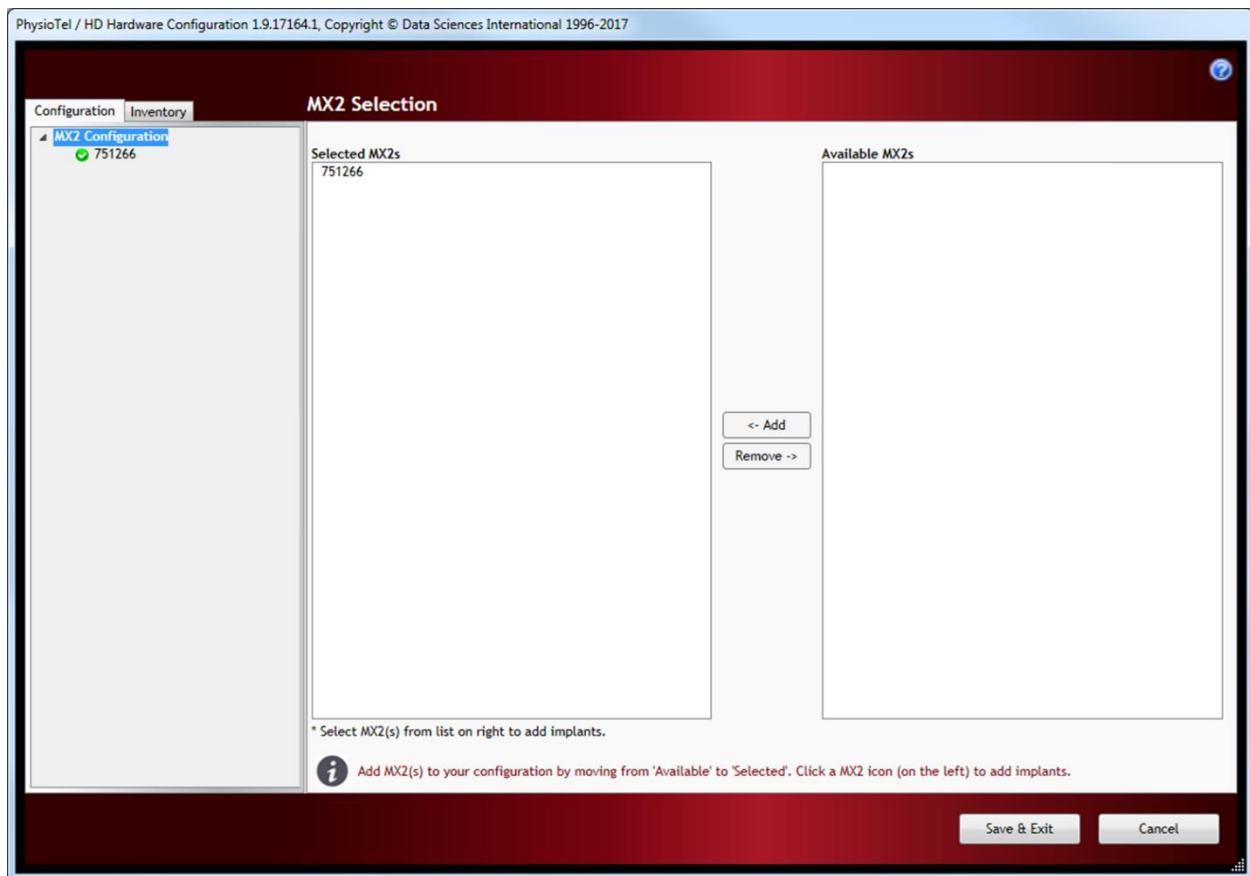 PhysioTel / HD Hardware Configuration 1.9.17164.1, Copyright © Data Sciences International 1996-2017
Configuration
Inventory
MX2 Selection
MX2 Configuration
751266
Selected MX2s
751266
Available MX2s
<- Add
Remove ->
* Select MX2(s) from list on right to add implants.
Add MX2(s) to your configuration by moving from 'Available' to 'Selected'. Click a MX2 icon (on the left) to add implants.
Save & Exit
Cancel